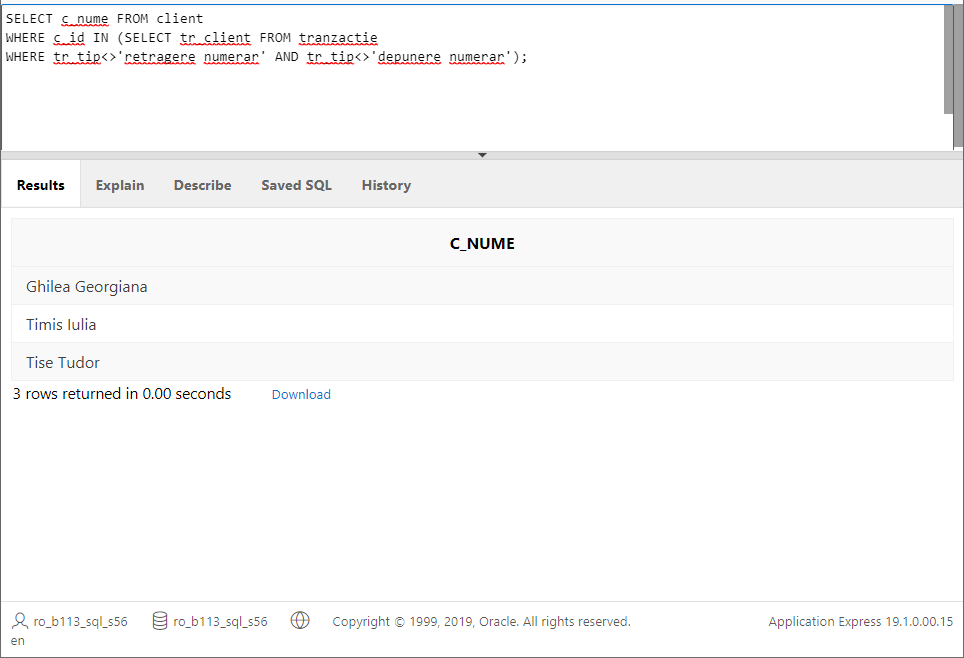 SELECT c_nume FROM client
WHERE c_id IN (SELECT tr_client FROM tranzactie
WHERE tr_tip<>'retragere numerar' AND tr_tip<>'depunere numerar');
Results Explain Describe Saved SQL History
C_NUME
Ghilea Georgiana
Timis Iulia
Tise Tudor
3 rows returned in 0.00 seconds Download
ro_b113_sql_s56 ro_b113_sql_s56 Copyright © 1999, 2019, Oracle. All rights reserved. Application Express 19.1.0.00.15
en